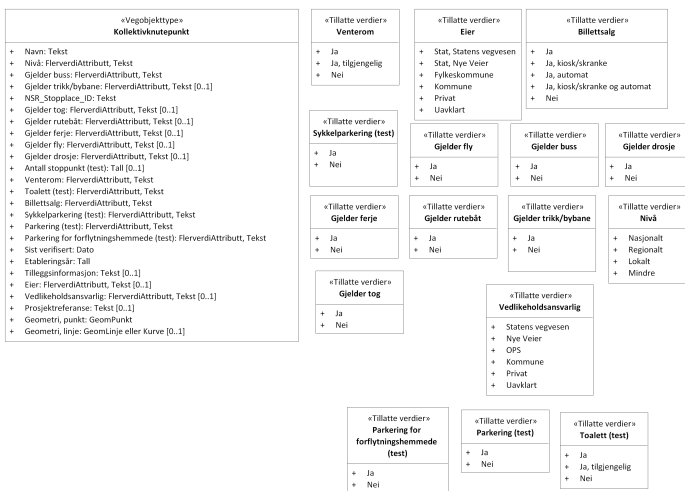 «Vegobjekttype»
Kollektivknutepunkt
+ Navn: Tekst
+ Nivå: FlerverdiAttributt, Tekst
+ Gjelder buss: FlerverdiAttributt, Tekst
+ Gjelder trikk/bybane: FlerverdiAttributt, Tekst [0..1]
+ NSR_Stopplace_ID: Tekst
+ Gjelder tog: FlerverdiAttributt, Tekst [0..1]
+ Gjelder rutebåt: FlerverdiAttributt, Tekst [0..1]
+ Gjelder ferje: FlerverdiAttributt, Tekst [0..1]
+ Gjelder fly: FlerverdiAttributt, Tekst [0..1]
+ Gjelder drosje: FlerverdiAttributt, Tekst [0..1]
+ Antall stoppunkt (test): Tall [0..1]
+ Venterom: FlerverdiAttributt, Tekst
+ Toalett (test): FlerverdiAttributt, Tekst
+ Billettsalg: FlerverdiAttributt, Tekst
+ Sykkelparkering (test): FlerverdiAttributt, Tekst
+ Parkering (test): FlerverdiAttributt, Tekst
+ Parkering for forflytningshemmede (test): FlerverdiAttributt, Tekst
+ Sist verifisert: Dato
+ Etableringsår: Tall
+ Tilleggsinformasjon: Tekst [0..1]
+ Eier: FlerverdiAttributt, Tekst [0..1]
+ Vedlikeholdsansvarlig: FlerverdiAttributt, Tekst [0..1]
+ Prosjektreferanse: Tekst [0..1]
+ Geometri, punkt: GeomPunkt
+ Geometri, linje: GeomLinje eller Kurve [0..1]
«Tillatte verdier»
Venterom
+ Ja
+ Ja, tilgjengelig
+ Nei
«Tillatte verdier»
Eier
+ Stat, Statens vegvesen
+ Stat, Nye Veier
+ Fylkeskommune
+ Kommune
+ Privat
+ Uavklart
«Tillatte verdier»
Billettsalg
+ Ja
+ Ja, kiosk/skranke
+ Ja, automat
+ Ja, kiosk/skranke og automat
+ Nei
«Tillatte verdier»
Sykkelparkering (test)
+ Ja
+ Nei
«Tillatte verdier»
Gjelder fly
+ Ja
+ Nei
«Tillatte verdier»
Gjelder buss
+ Ja
+ Nei
«Tillatte verdier»
Gjelder drosje
+ Ja
+ Nei
«Tillatte verdier»
Gjelder ferje
+ Ja
+ Nei
«Tillatte verdier»
Gjelder rutebåt
+ Ja
+ Nei
«Tillatte verdier»
Gjelder trikk/bybane
+ Ja
+ Nei
«Tillatte verdier»
Nivå
+ Nasjonalt
+ Regionalt
+ Lokalt
+ Mindre
«Tillatte verdier»
Gjelder tog
+ Ja
+ Nei
«Tillatte verdier»
Vedlikeholdsansvarlig
+ Statens vegvesen
+ Nye Veier
+ OPS
+ Kommune
+ Privat
+ Uavklart
«Tillatte verdier»
Parkering for
forflytningshemmede
(test)
+ Ja
+ Nei
«Tillatte verdier»
Parkering (test)
+ Ja
+ Nei
«Tillatte verdier»
Toalett (test)
+ Ja
+ Ja, tilgjengelig
+ Nei